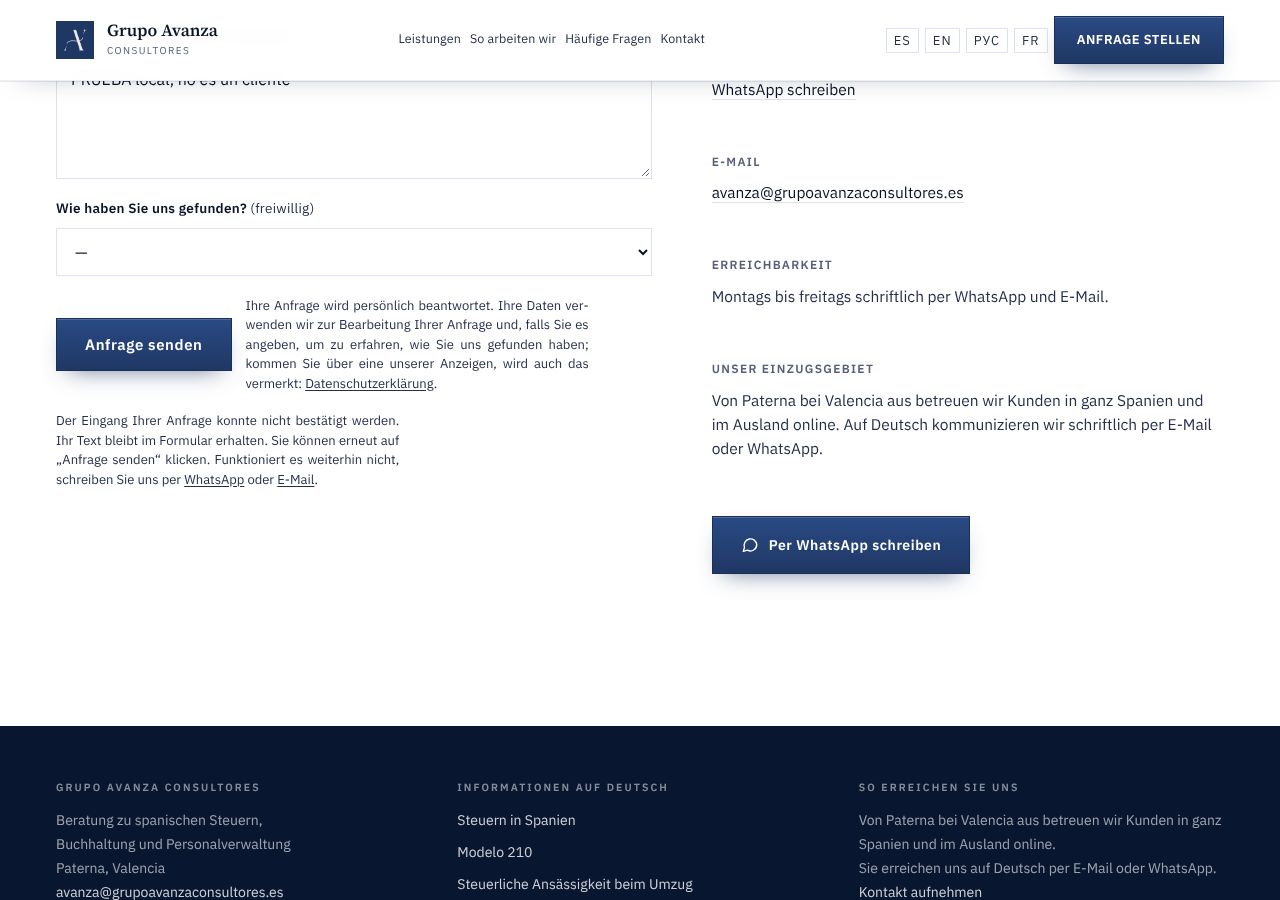 Grupo Avanza
CONSULTORES
Leistungen So arbeiten wir Häufige Fragen Kontakt
ES EN РУС FR
ANFRAGE STELLEN
PRUEBA local, no es un cliente
Wie haben Sie uns gefunden? (freiwillig)
—
Anfrage senden
Ihre Anfrage wird persönlich beantwortet. Ihre Daten ver-
wenden wir zur Bearbeitung Ihrer Anfrage und, falls Sie es
angeben, um zu erfahren, wie Sie uns gefunden haben;
kommen Sie über eine unserer Anzeigen, wird auch das
vermerkt: Datenschutzerklärung.
Der Eingang Ihrer Anfrage konnte nicht bestätigt werden.
Ihr Text bleibt im Formular erhalten. Sie können erneut auf
„Anfrage senden“ klicken. Funktioniert es weiterhin nicht,
schreiben Sie uns per WhatsApp oder E-Mail.
WhatsApp schreiben
E-MAIL
avanza@grupoavanzaconsultores.es
ERREICHBARKEIT
Montags bis freitags schriftlich per WhatsApp und E-Mail.
UNSER EINZUGSGEBIET
Von Paterna bei Valencia aus betreuen wir Kunden in ganz Spanien und
im Ausland online. Auf Deutsch kommunizieren wir schriftlich per E-Mail
oder WhatsApp.
Per WhatsApp schreiben
GRUPO AVANZA CONSULTORES
Beratung zu spanischen Steuern,
Buchhaltung und Personalverwaltung
Paterna, Valencia
avanza@grupoavanzaconsultores.es
INFORMATIONEN AUF DEUTSCH
Steuern in Spanien
Modelo 210
Steuerliche Ansässigkeit beim Umzug
SO ERREICHEN SIE UNS
Von Paterna bei Valencia aus betreuen wir Kunden in ganz
Spanien und im Ausland online.
Sie erreichen uns auf Deutsch per E-Mail oder WhatsApp.
Kontakt aufnehmen